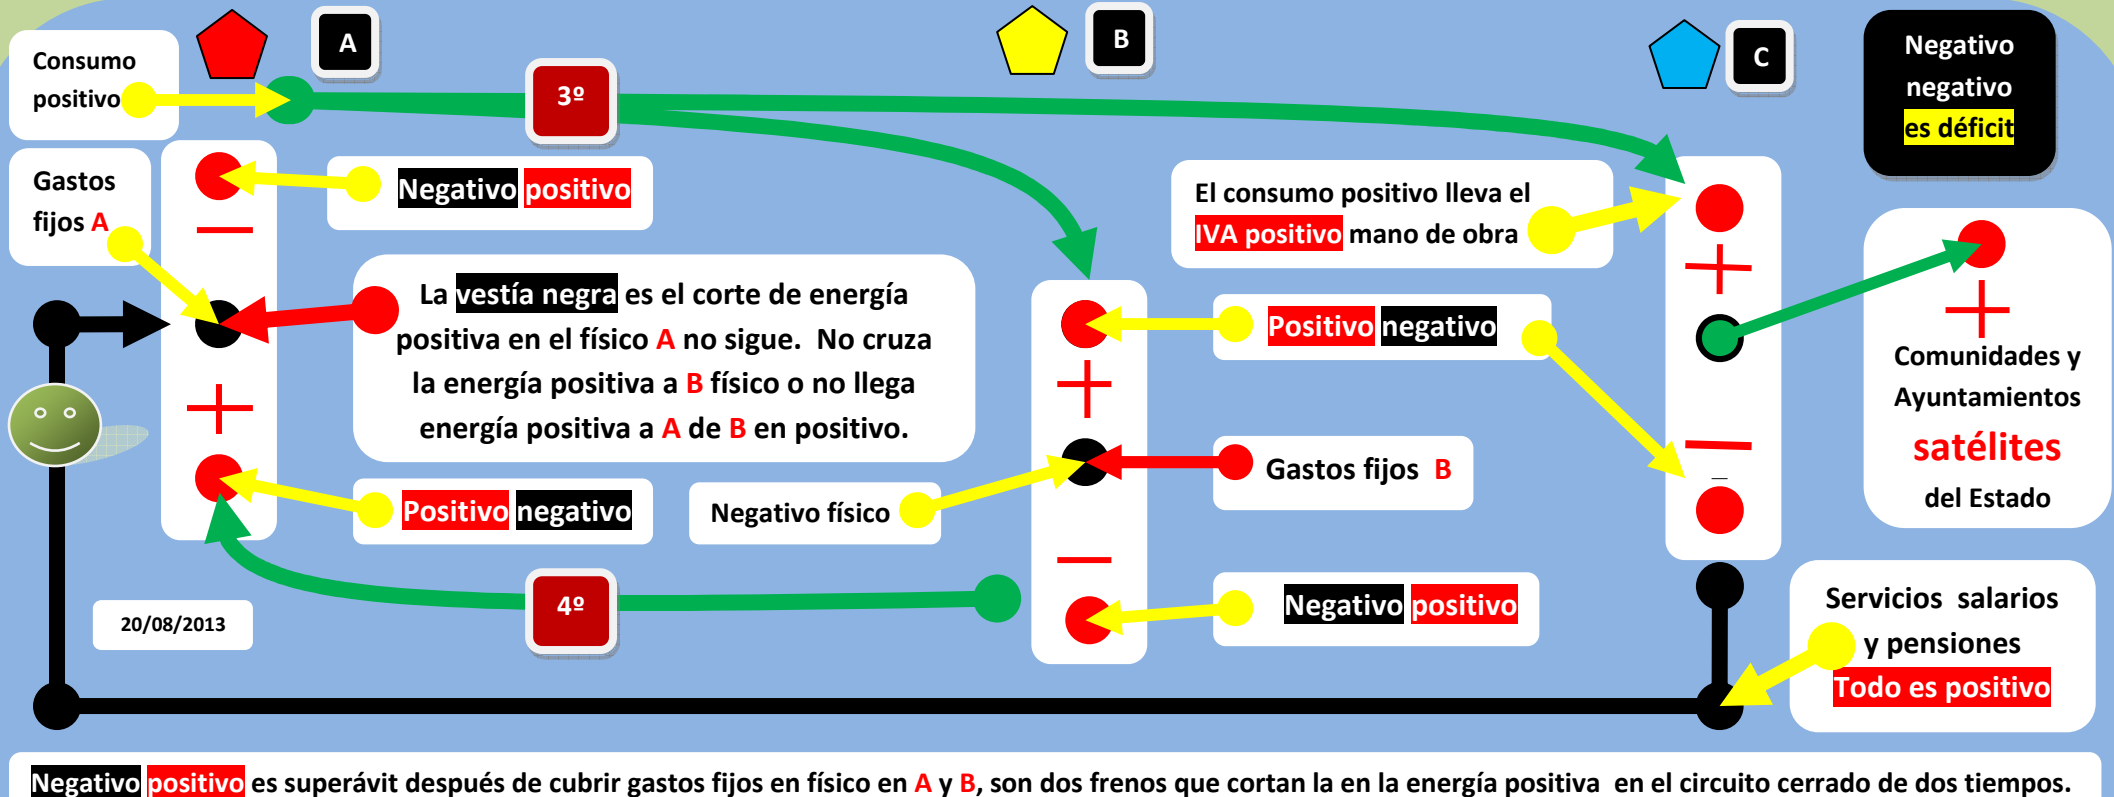 A
B
C
Consumo
positivo
3º
Negativo
negativo
es déficit
Gastos
fijos A
Negativo positivo
El consumo positivo lleva el
IVA positivo mano de obra
La vestía negra es el corte de energía
positiva en el físico A no sigue. No cruza
la energía positiva a B físico o no llega
energía positiva a A de B en positivo.
Positivo negativo
Comunidades y
Ayuntamientos
satélites
del Estado
Gastos fijos B
Positivo negativo
Negativo físico
4º
Negativo positivo
Servicios salarios
y pensiones
Todo es positivo
20/08/2013
Negativo positivo es superávit después de cubrir gastos fijos en físico en A y B, son dos frenos que cortan la en la energía positiva en el circuito cerrado de dos tiempos.